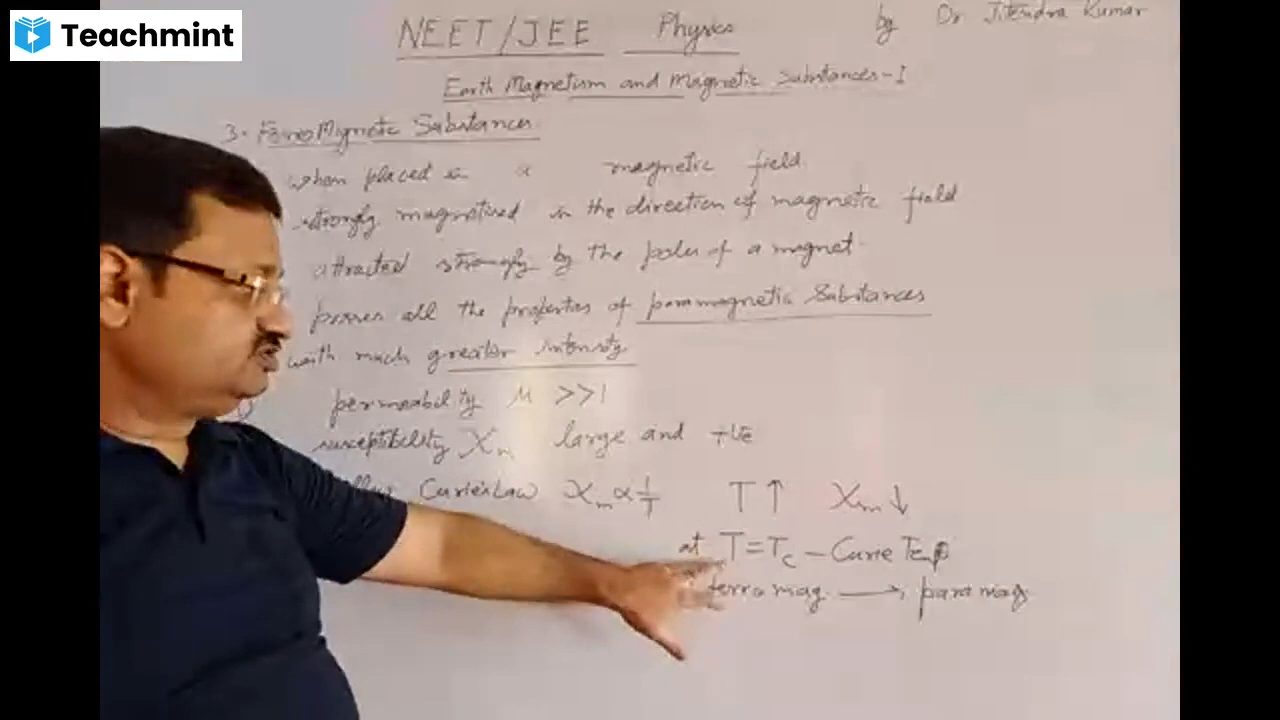 Teachmint
NEET/JEE Physics by Dr Jitendra Kumar
Earth Magnetism and Magnetic Substances-I
3. Substances
when placed in a magnetic field
strongly magnetised in the direction of magnetic field
attracted strongly by the poles of a magnet
posses all the properties of paramagnetic Substances
with much greater intensity
permeability μ >>1
susceptibility χm large and +ve
Curie's Law χm ∝ 1/T T↑ χm↓
at T=Tc – Curie Temp
ferro mag. → para mag